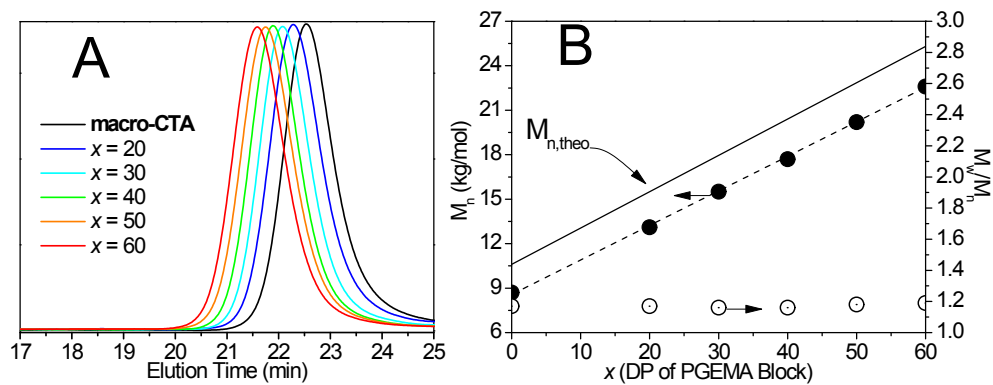 A
macro-CTA
x = 20
x = 30
x = 40
x = 50
x = 60
17 18 19 20 21 22 23 24 25
Elution Time (min)
B
27
24
21
18
15
12
9
6
Mn (kg/mol)
Mn,theo
3.0
2.8
2.6
2.4
2.2
2.0
1.8
1.6
1.4
1.2
1.0
Mw/Mn
0 10 20 30 40 50 60
x (DP of PGEMA Block)